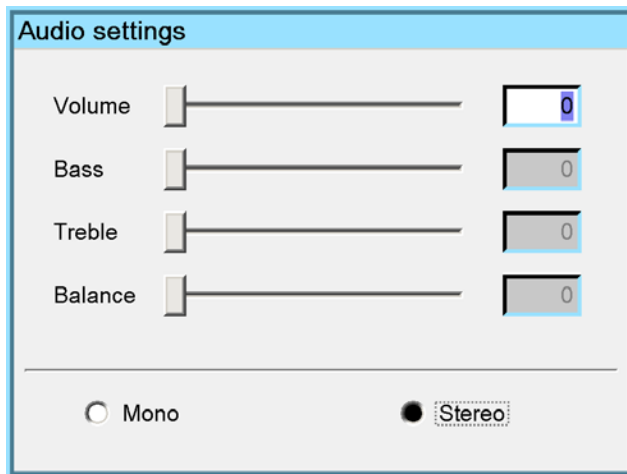 Audio settings
Volume 0
Bass 0
Treble 0
Balance 0
Mono Stereo